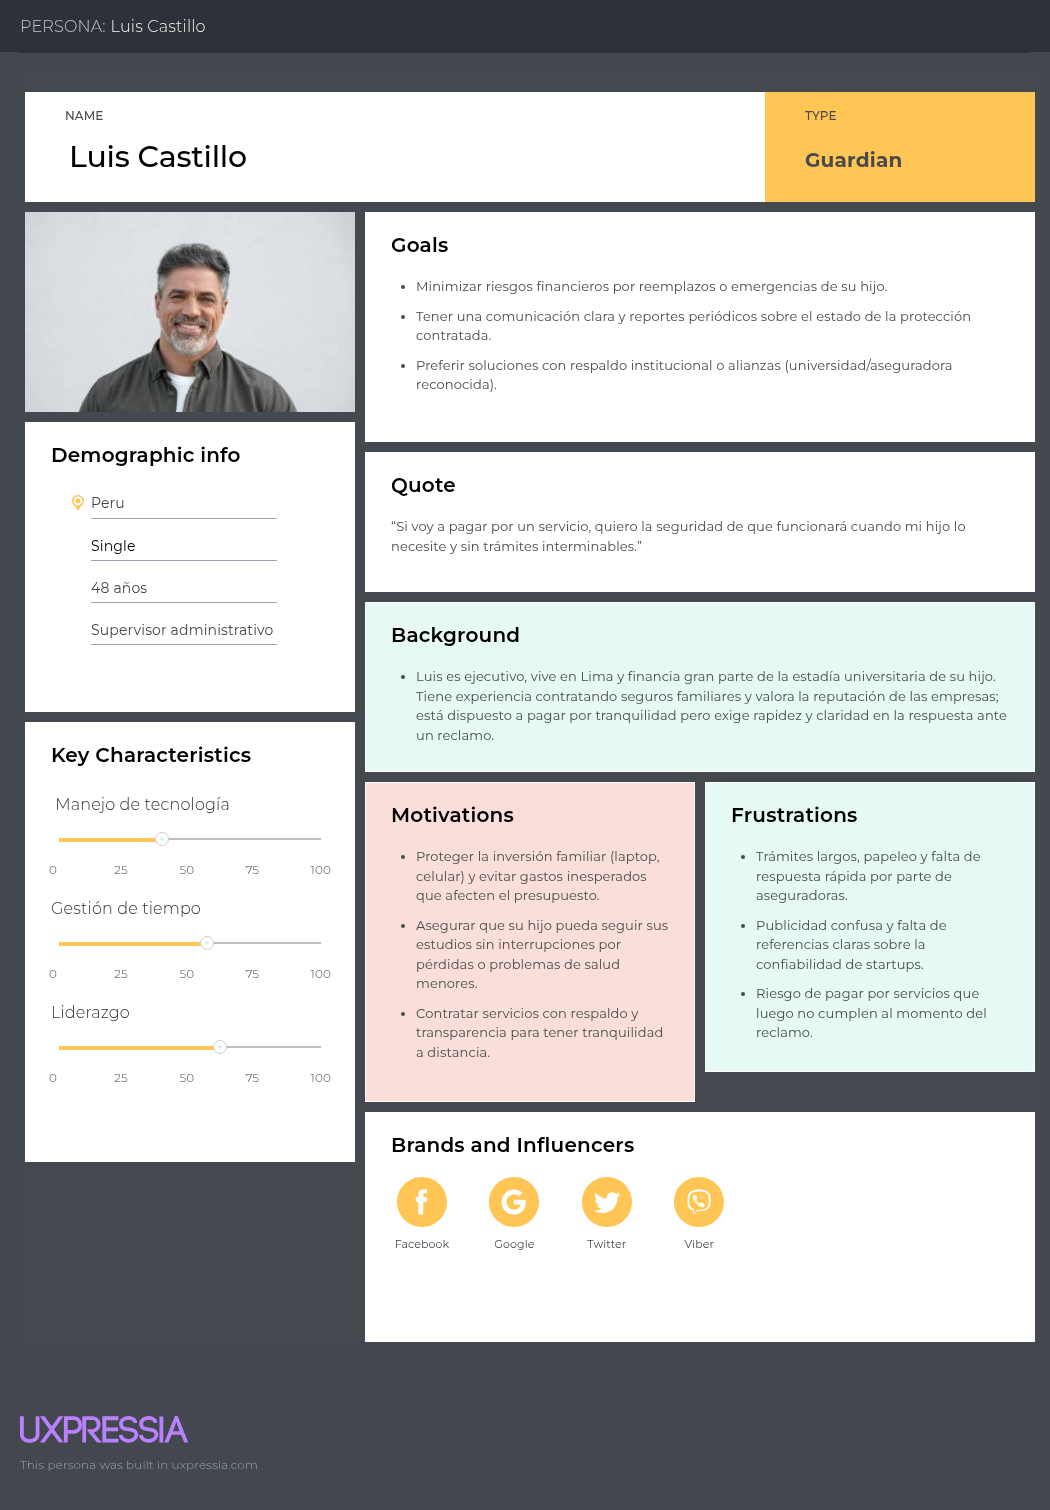 PERSONA: Luis Castillo
NAME
Luis Castillo
TYPE
Guardian
Goals
• Minimizar riesgos financieros por reemplazos o emergencias de su hijo.
• Tener una comunicación clara y reportes periódicos sobre el estado de la protección
contratada.
• Preferir soluciones con respaldo institucional o alianzas (universidad/aseguradora
reconocida).
Demographic info
Peru
Single
48 años
Supervisor administrativo
Quote
“Si voy a pagar por un servicio, quiero la seguridad de que funcionará cuando mi hijo lo
necesite y sin trámites interminables.”
Background
• Luis es ejecutivo, vive en Lima y financia gran parte de la estadía universitaria de su hijo.
Tiene experiencia contratando seguros familiares y valora la reputación de las empresas;
está dispuesto a pagar por tranquilidad pero exige rapidez y claridad en la respuesta ante
un reclamo.
Key Characteristics
Manejo de tecnología
0 25 50 75 100
Gestión de tiempo
0 25 50 75 100
Liderazgo
0 25 50 75 100
Motivations
• Proteger la inversión familiar (laptop,
celular) y evitar gastos inesperados
que afecten el presupuesto.
• Asegurar que su hijo pueda seguir sus
estudios sin interrupciones por
pérdidas o problemas de salud
menores.
• Contratar servicios con respaldo y
transparencia para tener tranquilidad
a distancia.
Frustrations
• Trámites largos, papeleo y falta de
respuesta rápida por parte de
aseguradoras.
• Publicidad confusa y falta de
referencias claras sobre la
confiabilidad de startups.
• Riesgo de pagar por servicios que
luego no cumplen al momento del
reclamo.
Brands and Influencers
Facebook Google Twitter Viber
UXPRESSIA
This persona was built in uxpressia.com